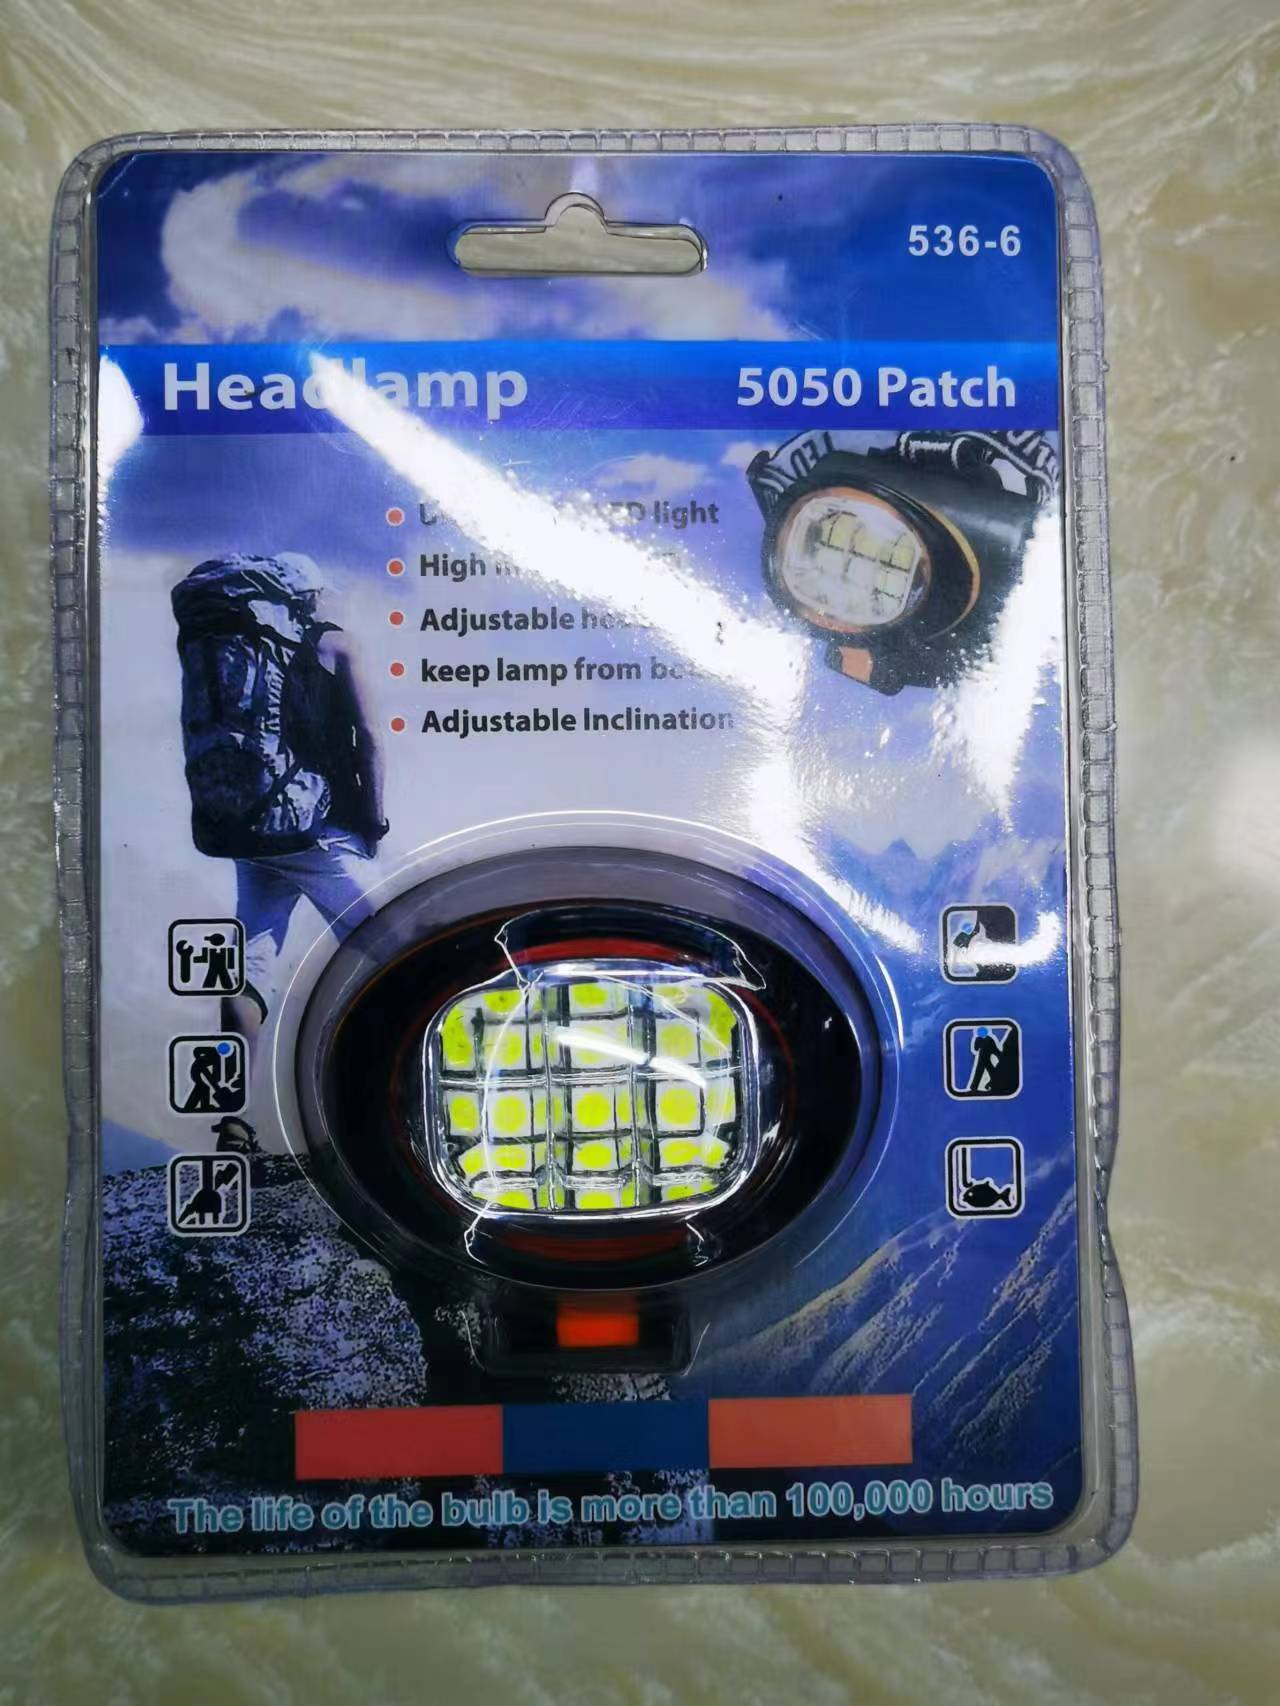 536-6
Headlamp
5050 Patch
LED
light
High
Adjustable
keep lamp from
Adjustable Inclination
The life of the bulb is more than 100,000 hours